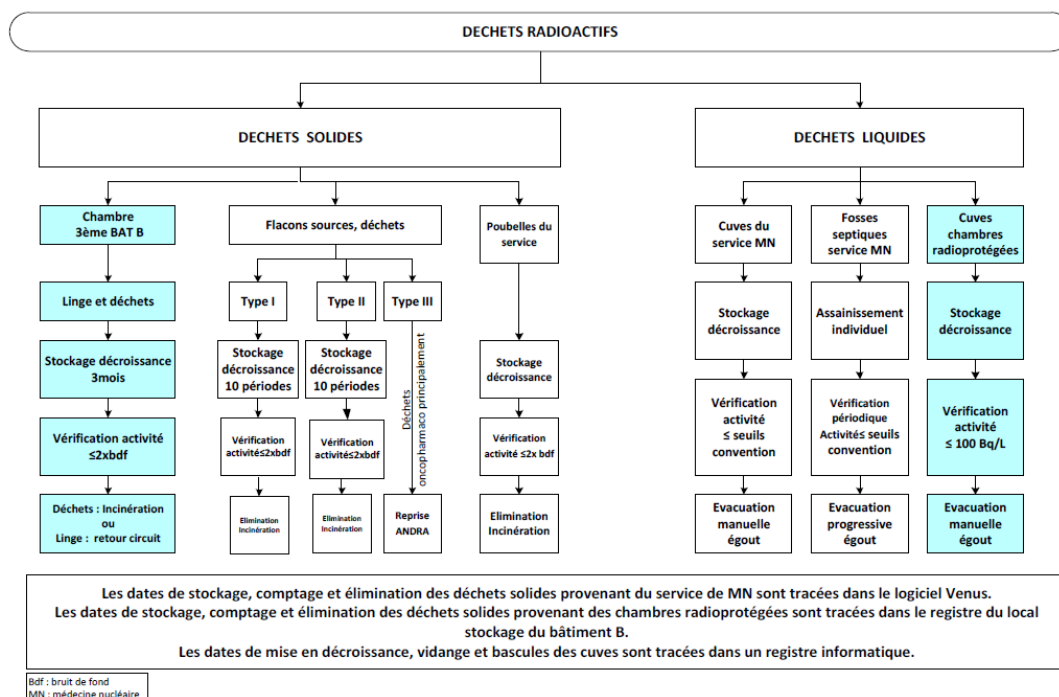 DECHETS RADIOACTIFS
DECHETS SOLIDES
DECHETS LIQUIDES
Chambre
3ème BAT B
Flacons sources, déchets
Poubelles du
service
Cuves du
service MN
Fosses
septiques
service MN
Cuves
chambres
radioprotégées
Linge et déchets
Type I
Type II
Type III
Stockage
décroissance
Assainissement
individuel
Stockage
décroissance
Stockage décroissance
3mois
Stockage
décroissance
10 périodes
Stockage
décroissance
10 périodes
Déchets
oncopharmaco principalement
Stockage
décroissance
Vérification activité
≤2xbdf
Vérification
activité≤2xbdf
Vérification
activité≤2xbdf
Vérification
activité ≤2x bdf
Vérification
activité
≤ seuils
convention
Vérification
périodique
Activité≤ seuils
convention
Vérification
activité
≤ 100 Bq/L
Déchets : Incinération
ou
Linge : retour circuit
Elimination
Incinération
Elimination
Incinération
Reprise
ANDRA
Elimination
Incinération
Evacuation
manuelle
égout
Evacuation
progressive
égout
Evacuation
manuelle
égout
Les dates de stockage, comptage et élimination des déchets solides provenant du service de MN sont tracées dans le logiciel Venus.
Les dates de stockage, comptage et élimination des déchets solides provenant des chambres radioprotégées sont tracées dans le registre du local
stockage du bâtiment B.
Les dates de mise en décroissance, vidange et bascules des cuves sont tracées dans un registre informatique.
Bdf : bruit de fond
MN : médecine nucléaire